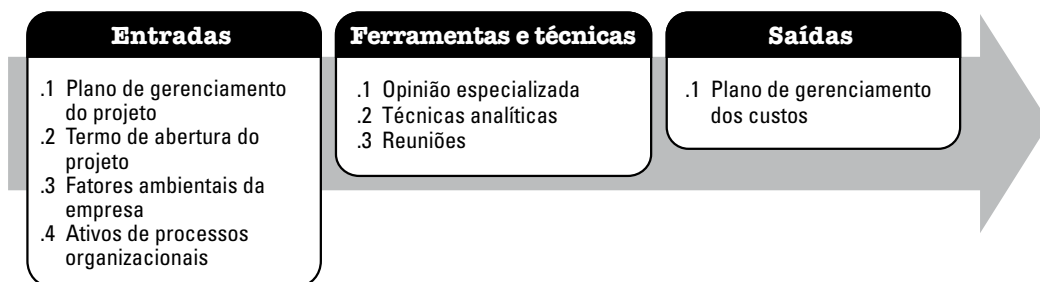 Entradas
.1 Plano de gerenciamento
do projeto
.2 Termo de abertura do
projeto
.3 Fatores ambientais da
empresa
.4 Ativos de processos
organizacionais
Ferramentas e técnicas
.1 Opinião especializada
.2 Técnicas analíticas
.3 Reuniões
Saídas
.1 Plano de gerenciamento
dos custos